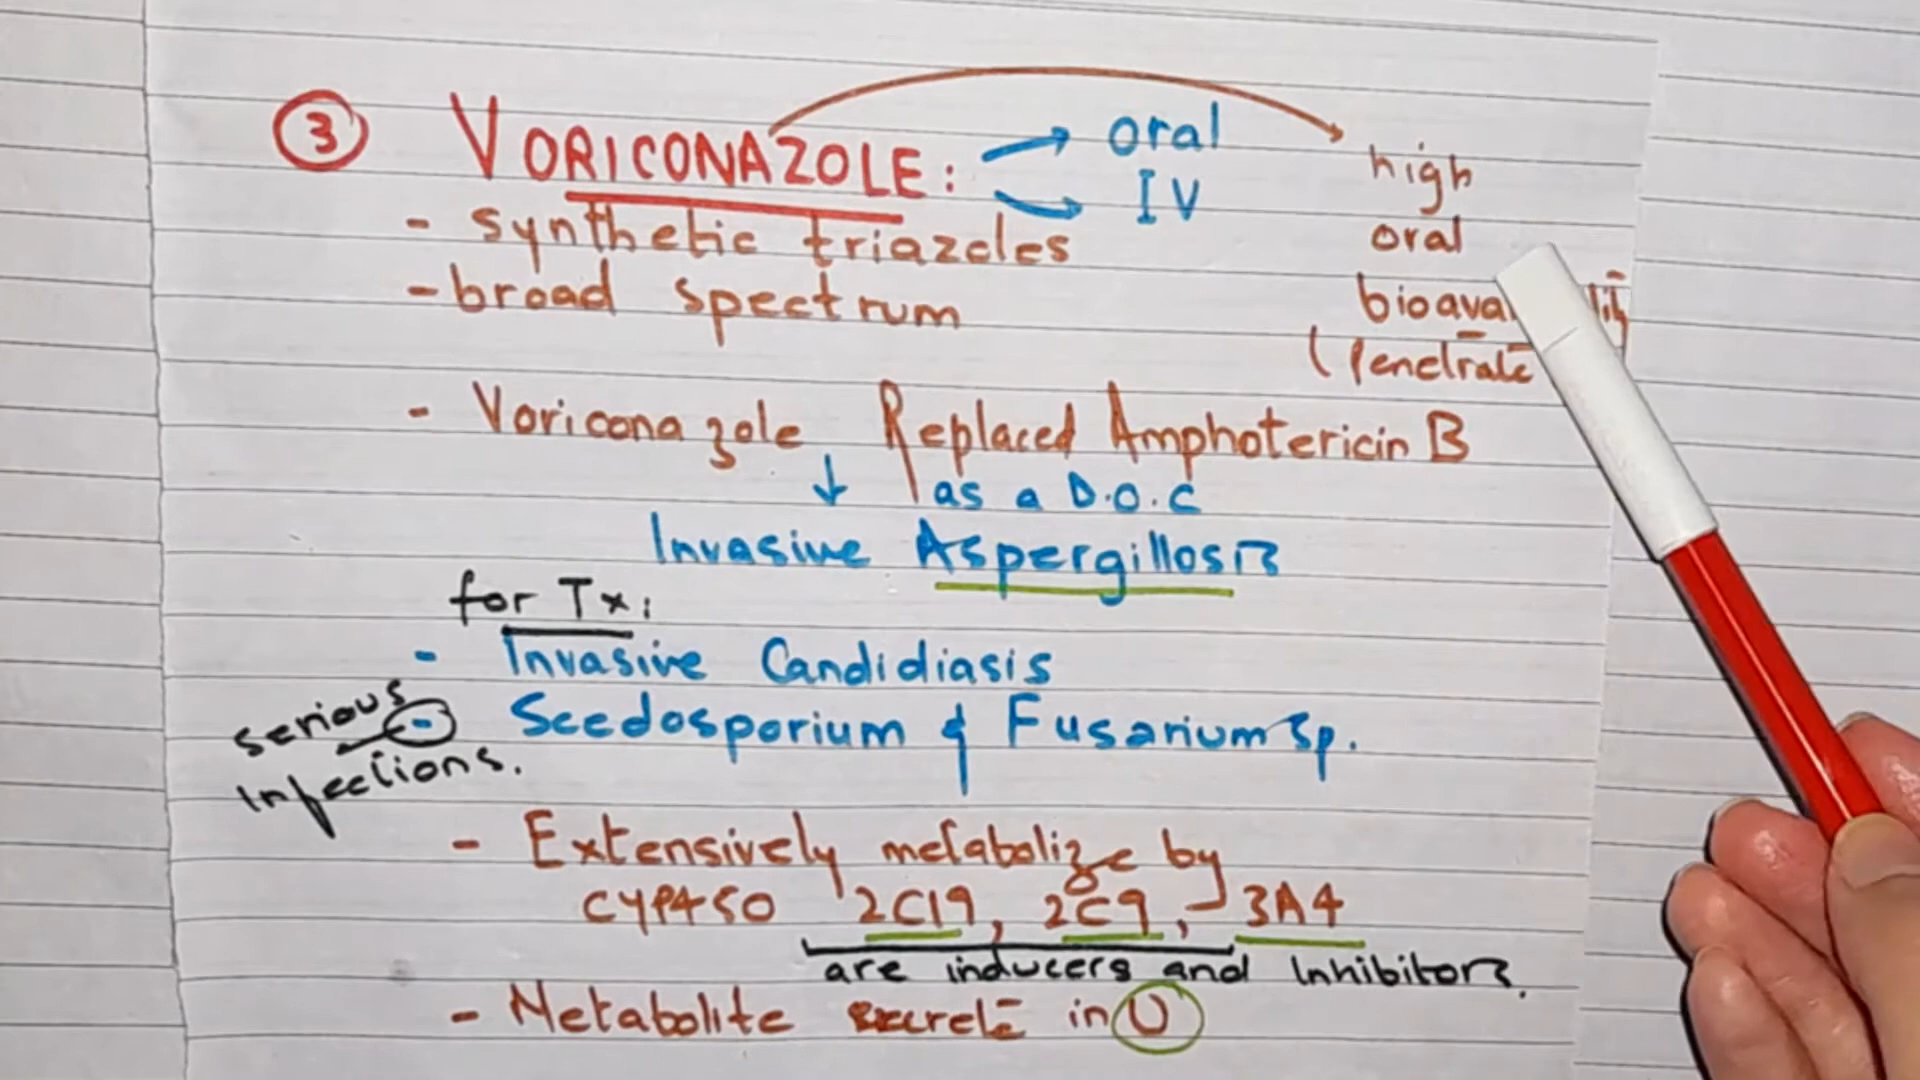 ③ VORICONAZOLE: oral
IV
high
oral
- synthetic triazoles
- broad spectrum
(Penetrate
- Voriconazole Replaced Amphotericin B
as a D.O.C
Invasive Aspergillosis
for Tx:
- Invasive Candidiasis
serious
infections.
- Scedosporium & Fusarium Sp.
- Extensively metabolize by
CYP450 2C19, 2C9, 3A4
are inducers and Inhibitors.
- Metabolite excrete in U